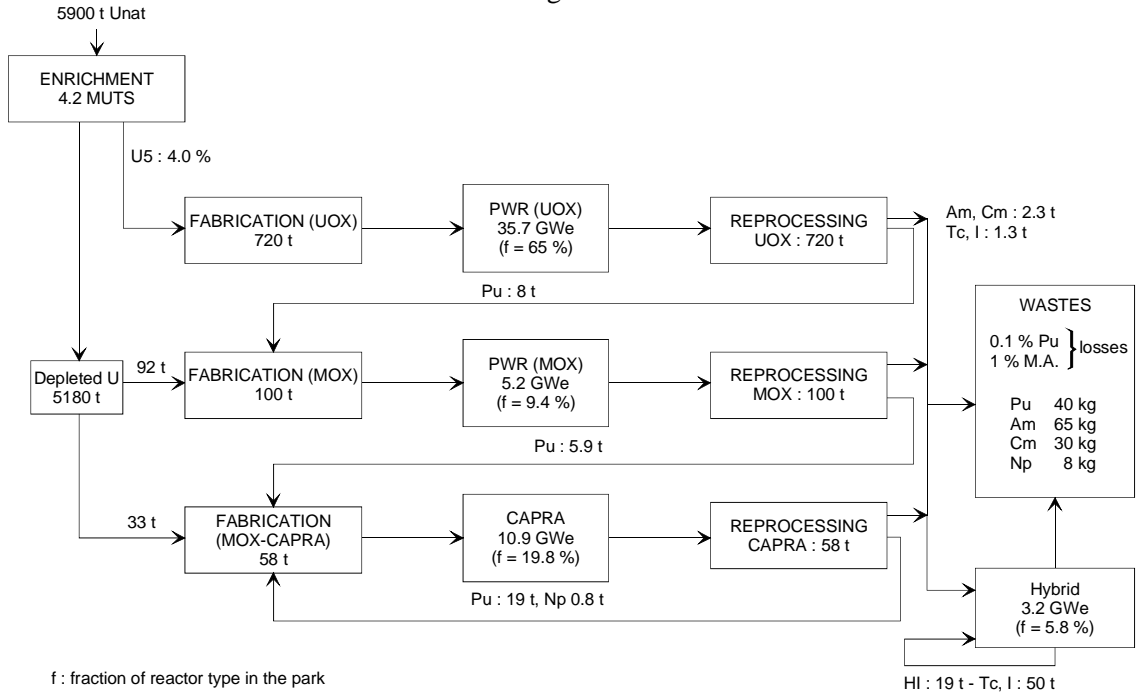 5900 t Unat
ENRICHMENT
4.2 MUTS
U5 : 4.0 %
FABRICATION (UOX)
720 t
PWR (UOX)
35.7 GWe
(f = 65 %)
REPROCESSING
UOX : 720 t
Am, Cm : 2.3 t
Tc, I : 1.3 t
Pu : 8 t
WASTES
0.1 % Pu
1 % M.A.
} losses
Pu 40 kg
Am 65 kg
Cm 30 kg
Np 8 kg
Depleted U
5180 t
92 t
FABRICATION (MOX)
100 t
PWR (MOX)
5.2 GWe
(f = 9.4 %)
REPROCESSING
MOX : 100 t
Pu : 5.9 t
33 t
FABRICATION
(MOX-CAPRA)
58 t
CAPRA
10.9 GWe
(f = 19.8 %)
REPROCESSING
CAPRA : 58 t
Pu : 19 t, Np 0.8 t
Hybrid
3.2 GWe
(f = 5.8 %)
f : fraction of reactor type in the park
HI : 19 t - Tc, I : 50 t